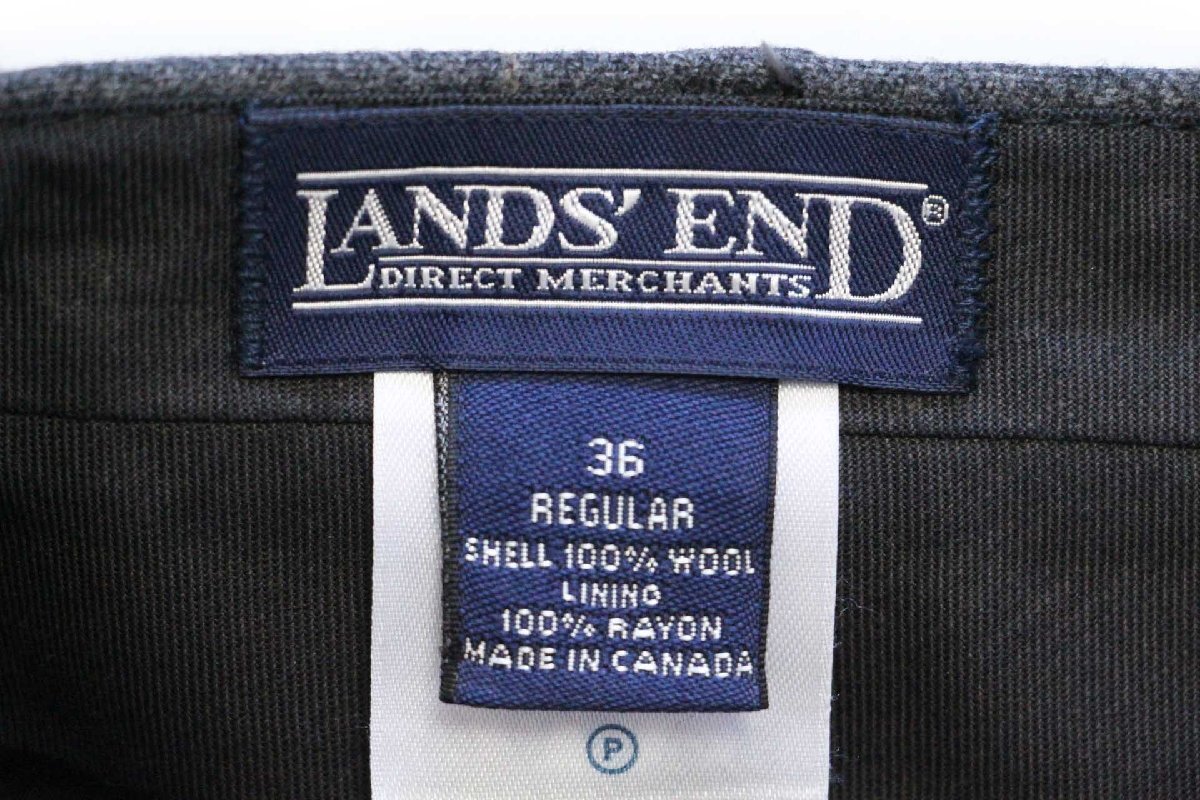 LANDS' END®
DIRECT MERCHANTS
36
REGULAR
SHELL 100% WOOL
LINING
100% RAYON
MADE IN CANADA
P